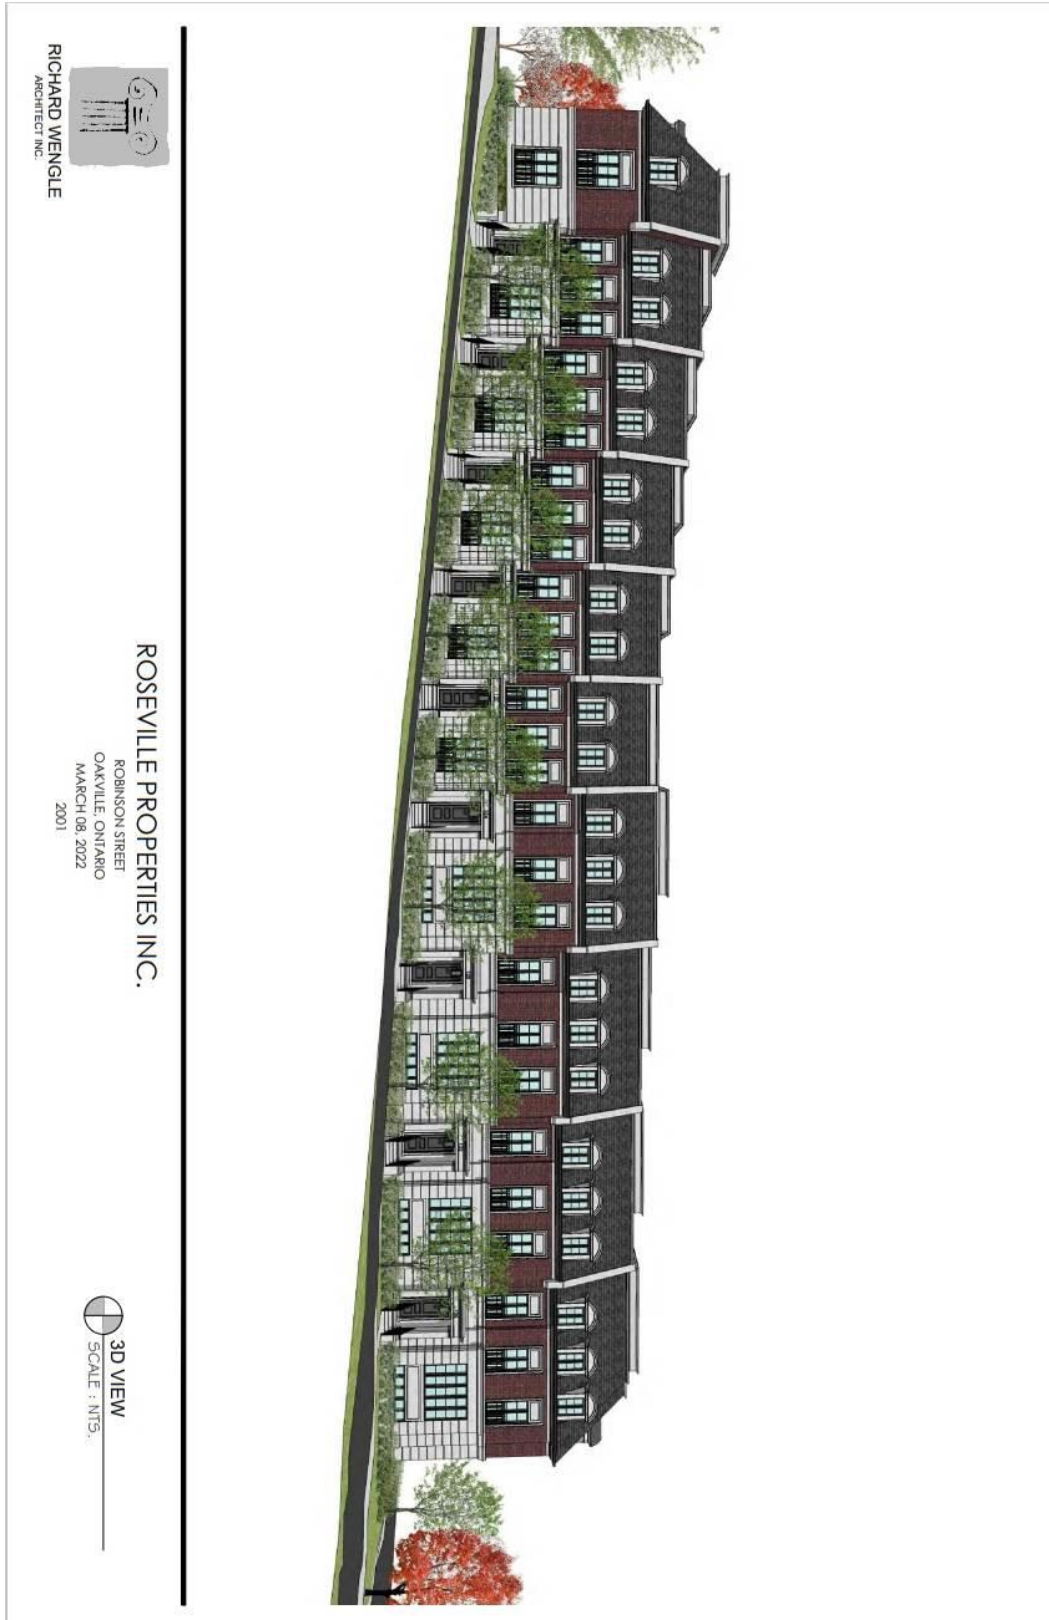 RICHARD WENGLE
ARCHITECT INC.
ROSEVILLE PROPERTIES INC.
ROBINSON STREET
OAKVILLE, ONTARIO
MARCH 08, 2022
2001
3D VIEW
SCALE : NTS.